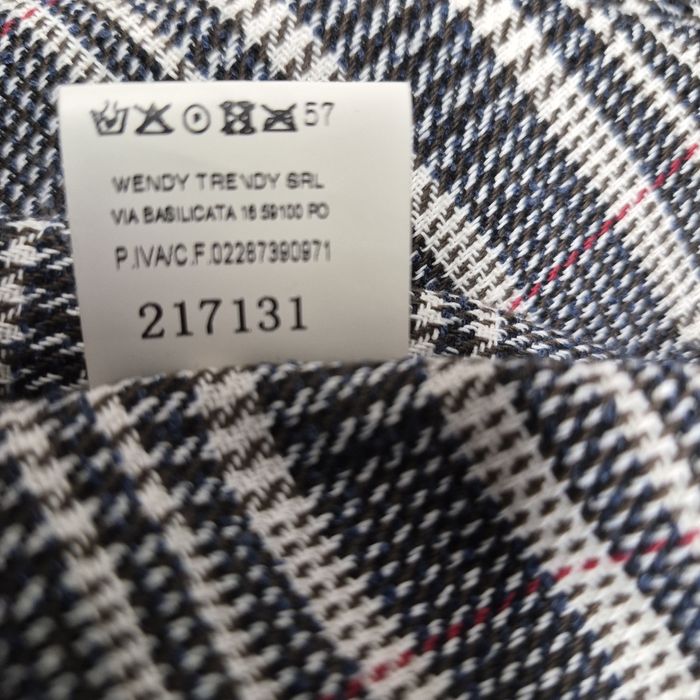 57
WENDY TRENDY SRL
VIA BASILICATA 16 59100 PO
P.IVA/C.F.02287390971
217131